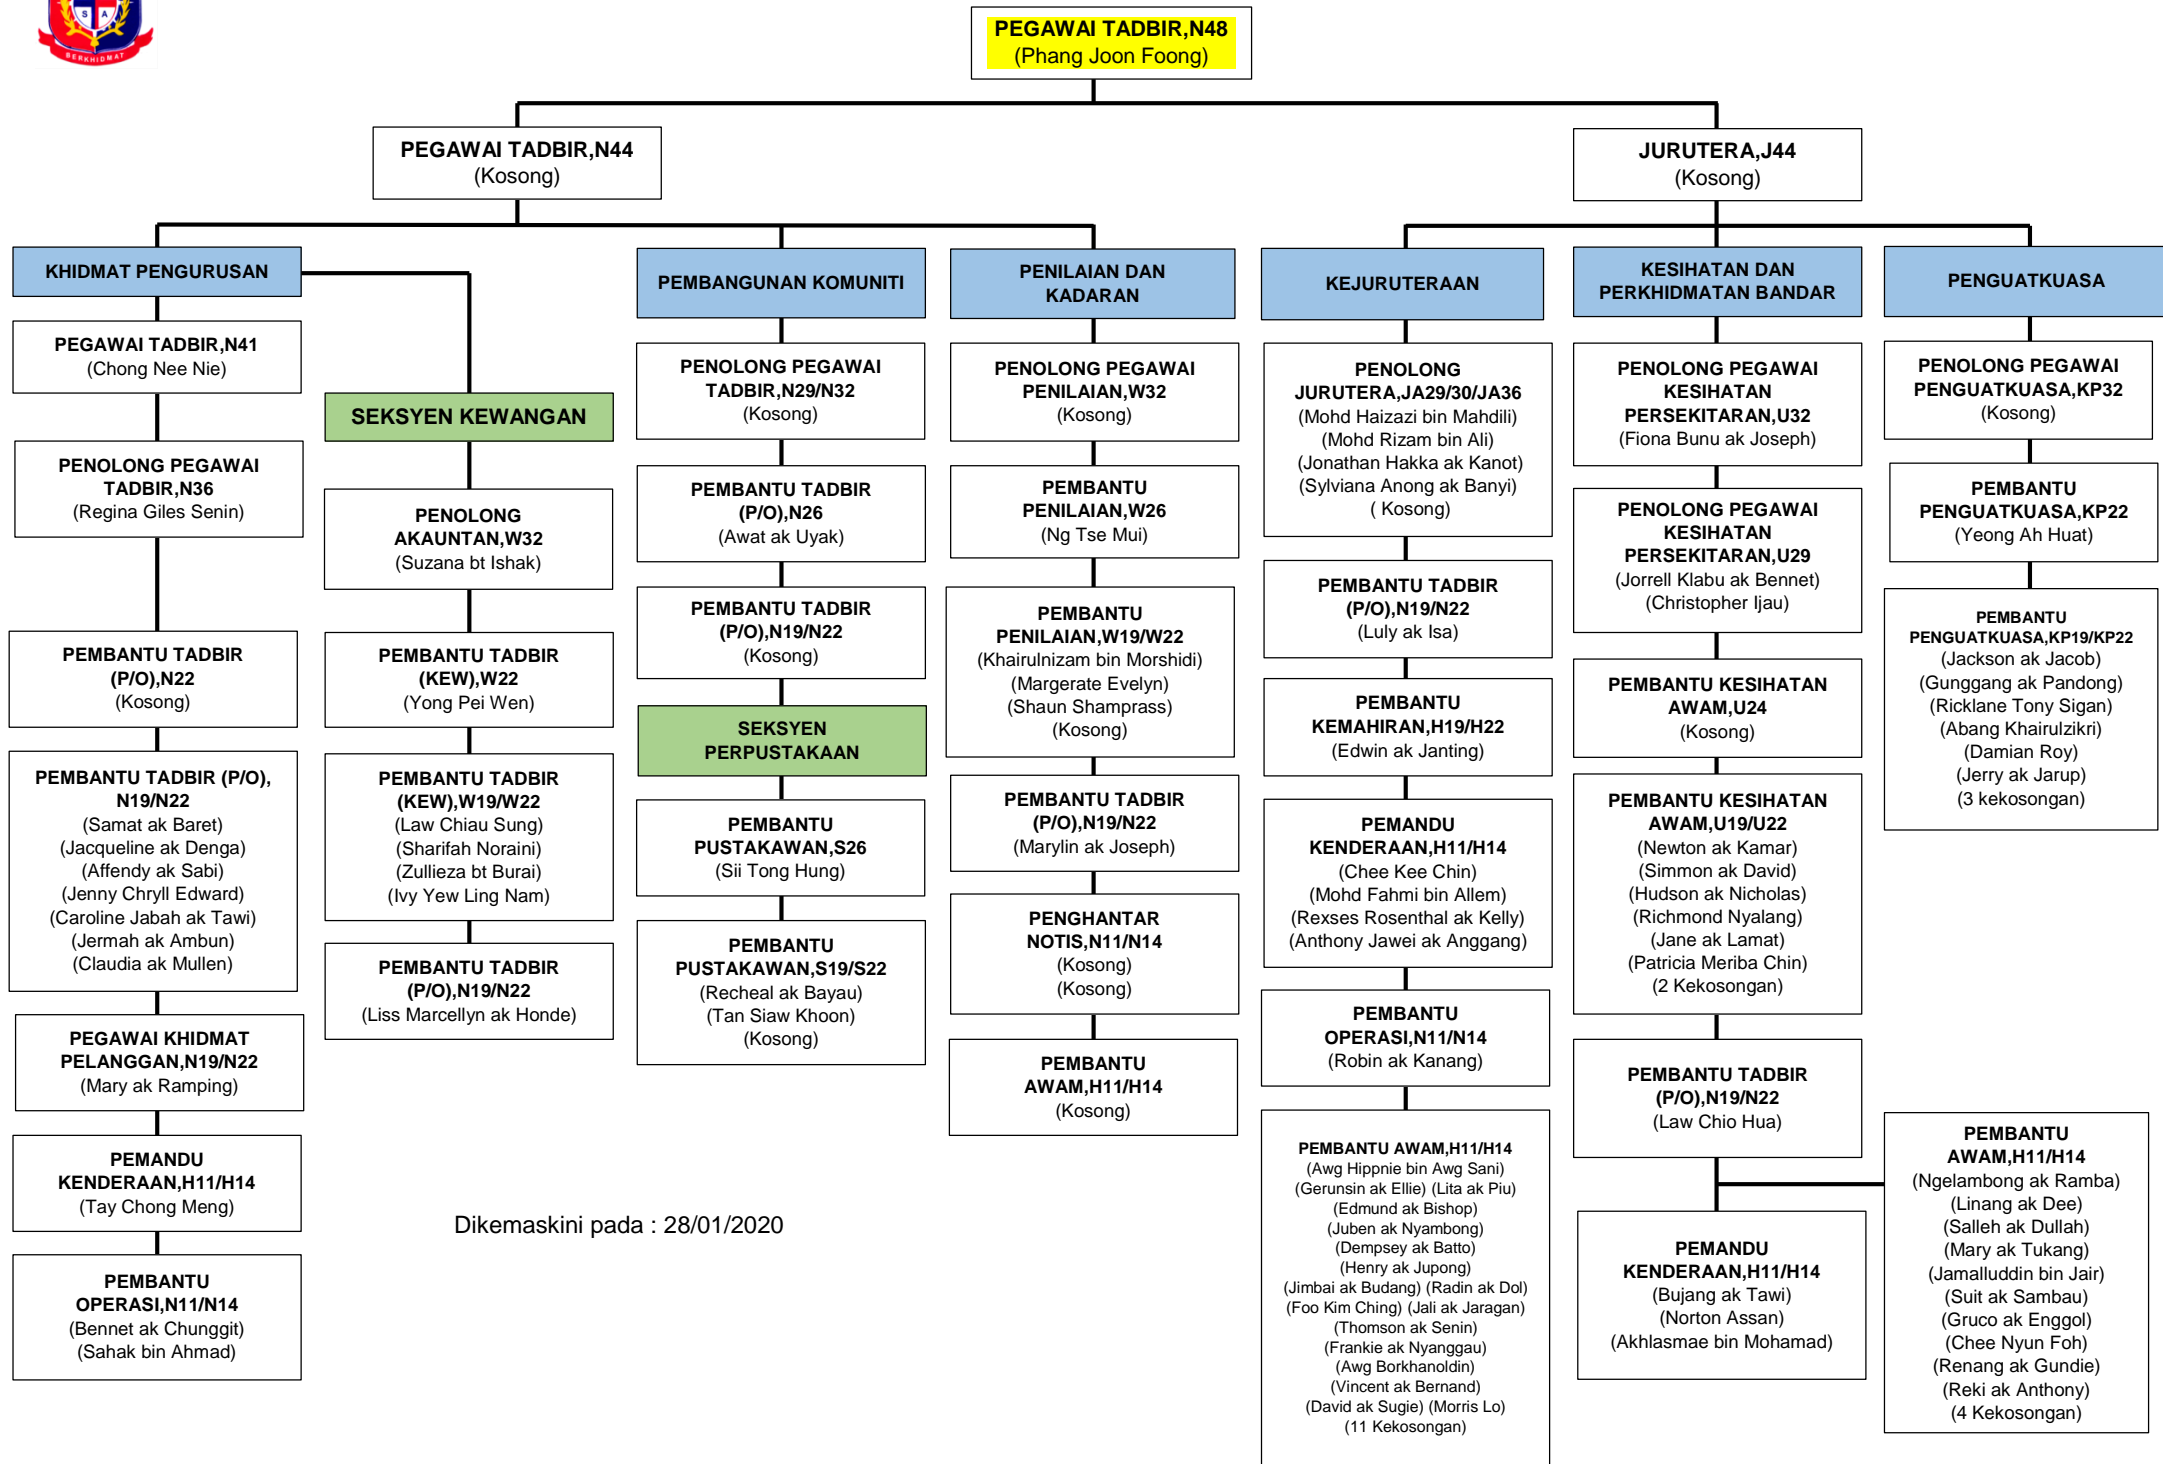 S A
BERKHIDMAT
PEGAWAI TADBIR,N48
(Phang Joon Foong)
PEGAWAI TADBIR,N44
(Kosong)
JURUTERA,J44
(Kosong)
KHIDMAT PENGURUSAN
PEGAWAI TADBIR,N41
(Chong Nee Nie)
PENOLONG PEGAWAI
TADBIR,N36
(Regina Giles Senin)
PEMBANTU TADBIR
(P/O),N22
(Kosong)
PEMBANTU TADBIR (P/O),
N19/N22
(Samat ak Baret)
(Jacqueline ak Denga)
(Affendy ak Sabi)
(Jenny Chryll Edward)
(Caroline Jabah ak Tawi)
(Jermah ak Ambun)
(Claudia ak Mullen)
PEGAWAI KHIDMAT
PELANGGAN,N19/N22
(Mary ak Ramping)
PEMANDU
KENDERAAN,H11/H14
(Tay Chong Meng)
PEMBANTU
OPERASI,N11/N14
(Bennet ak Chunggit)
(Sahak bin Ahmad)
SEKSYEN KEWANGAN
PENOLONG
AKAUNTAN,W32
(Suzana bt Ishak)
PEMBANTU TADBIR
(KEW),W22
(Yong Pei Wen)
PEMBANTU TADBIR
(KEW),W19/W22
(Law Chiau Sung)
(Sharifah Noraini)
(Zullieza bt Burai)
(Ivy Yew Ling Nam)
PEMBANTU TADBIR
(P/O),N19/N22
(Liss Marcellyn ak Honde)
PEMBANGUNAN KOMUNITI
PENOLONG PEGAWAI
TADBIR,N29/N32
(Kosong)
PEMBANTU TADBIR
(P/O),N26
(Awat ak Uyak)
PEMBANTU TADBIR
(P/O),N19/N22
(Kosong)
SEKSYEN
PERPUSTAKAAN
PEMBANTU
PUSTAKAWAN,S26
(Sii Tong Hung)
PEMBANTU
PUSTAKAWAN,S19/S22
(Recheal ak Bayau)
(Tan Siaw Khoon)
(Kosong)
PENILAIAN DAN
KADARAN
PENOLONG PEGAWAI
PENILAIAN,W32
(Kosong)
PEMBANTU
PENILAIAN,W26
(Ng Tse Mui)
PEMBANTU
PENILAIAN,W19/W22
(Khairulnizam bin Morshidi)
(Margerate Evelyn)
(Shaun Shamprass)
(Kosong)
PEMBANTU TADBIR
(P/O),N19/N22
(Marylin ak Joseph)
PENGHANTAR
NOTIS,N11/N14
(Kosong)
(Kosong)
PEMBANTU
AWAM,H11/H14
(Kosong)
KEJURUTERAAN
PENOLONG
JURUTERA,JA29/30/JA36
(Mohd Haizazi bin Mahdili)
(Mohd Rizam bin Ali)
(Jonathan Hakka ak Kanot)
(Sylviana Anong ak Banyi)
( Kosong)
PEMBANTU TADBIR
(P/O),N19/N22
(Luly ak Isa)
PEMBANTU
KEMAHIRAN,H19/H22
(Edwin ak Janting)
PEMANDU
KENDERAAN,H11/H14
(Chee Kee Chin)
(Mohd Fahmi bin Allem)
(Rexses Rosenthal ak Kelly)
(Anthony Jawei ak Anggang)
PEMBANTU
OPERASI,N11/N14
(Robin ak Kanang)
PEMBANTU AWAM,H11/H14
(Awg Hippnie bin Awg Sani)
(Gerunsin ak Ellie) (Lita ak Piu)
(Edmund ak Bishop)
(Juben ak Nyambong)
(Dempsey ak Batto)
(Henry ak Jupong)
(Jimbai ak Budang) (Radin ak Dol)
(Foo Kim Ching) (Jali ak Jaragan)
(Thomson ak Senin)
(Frankie ak Nyanggau)
(Awg Borkhanoldin)
(Vincent ak Bernand)
(David ak Sugie) (Morris Lo)
(11 Kekosongan)
KESIHATAN DAN
PERKHIDMATAN BANDAR
PENOLONG PEGAWAI
KESIHATAN
PERSEKITARAN,U32
(Fiona Bunu ak Joseph)
PENOLONG PEGAWAI
KESIHATAN
PERSEKITARAN,U29
(Jorrell Klabu ak Bennet)
(Christopher Ijau)
PEMBANTU KESIHATAN
AWAM,U24
(Kosong)
PEMBANTU KESIHATAN
AWAM,U19/U22
(Newton ak Kamar)
(Simmon ak David)
(Hudson ak Nicholas)
(Richmond Nyalang)
(Jane ak Lamat)
(Patricia Meriba Chin)
(2 Kekosongan)
PEMBANTU TADBIR
(P/O),N19/N22
(Law Chio Hua)
PEMANDU
KENDERAAN,H11/H14
(Bujang ak Tawi)
(Norton Assan)
(Akhlasmae bin Mohamad)
PEMBANTU
AWAM,H11/H14
(Ngelambong ak Ramba)
(Linang ak Dee)
(Salleh ak Dullah)
(Mary ak Tukang)
(Jamalluddin bin Jair)
(Suit ak Sambau)
(Gruco ak Enggol)
(Chee Nyun Foh)
(Renang ak Gundie)
(Reki ak Anthony)
(4 Kekosongan)
PENGUATKUASA
PENOLONG PEGAWAI
PENGUATKUASA,KP32
(Kosong)
PEMBANTU
PENGUATKUASA,KP22
(Yeong Ah Huat)
PEMBANTU
PENGUATKUASA,KP19/KP22
(Jackson ak Jacob)
(Gunggang ak Pandong)
(Ricklane Tony Sigan)
(Abang Khairulzikri)
(Damian Roy)
(Jerry ak Jarup)
(3 kekosongan)
Dikemaskini pada : 28/01/2020